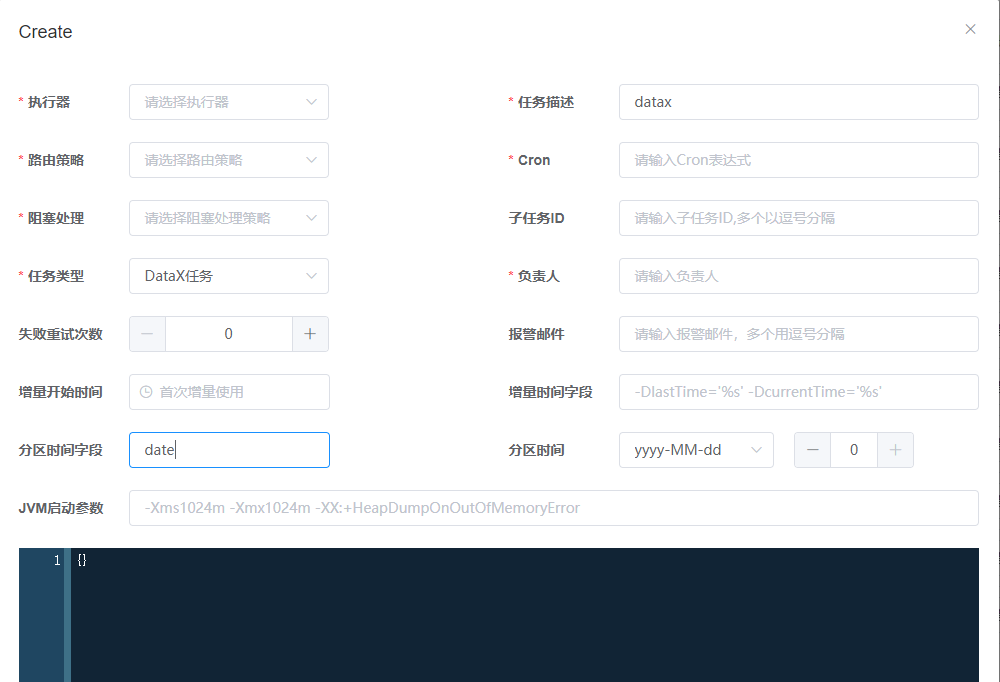 Create
* 执行器 请选择执行器 * 任务描述 datax
* 路由策略 请选择路由策略 * Cron 请输入Cron表达式
* 阻塞处理 请选择阻塞处理策略 子任务ID 请输入子任务ID,多个以逗号分隔
* 任务类型 DataX任务 * 负责人 请输入负责人
失败重试次数 0 报警邮件 请输入报警邮件，多个用逗号分隔
增量开始时间 首次增量使用 增量时间字段 -DlastTime='%s' -DcurrentTime='%s'
分区时间字段 date 分区时间 yyyy-MM-dd 0
JVM启动参数 -Xms1024m -Xmx1024m -XX:+HeapDumpOnOutOfMemoryError
1 {}